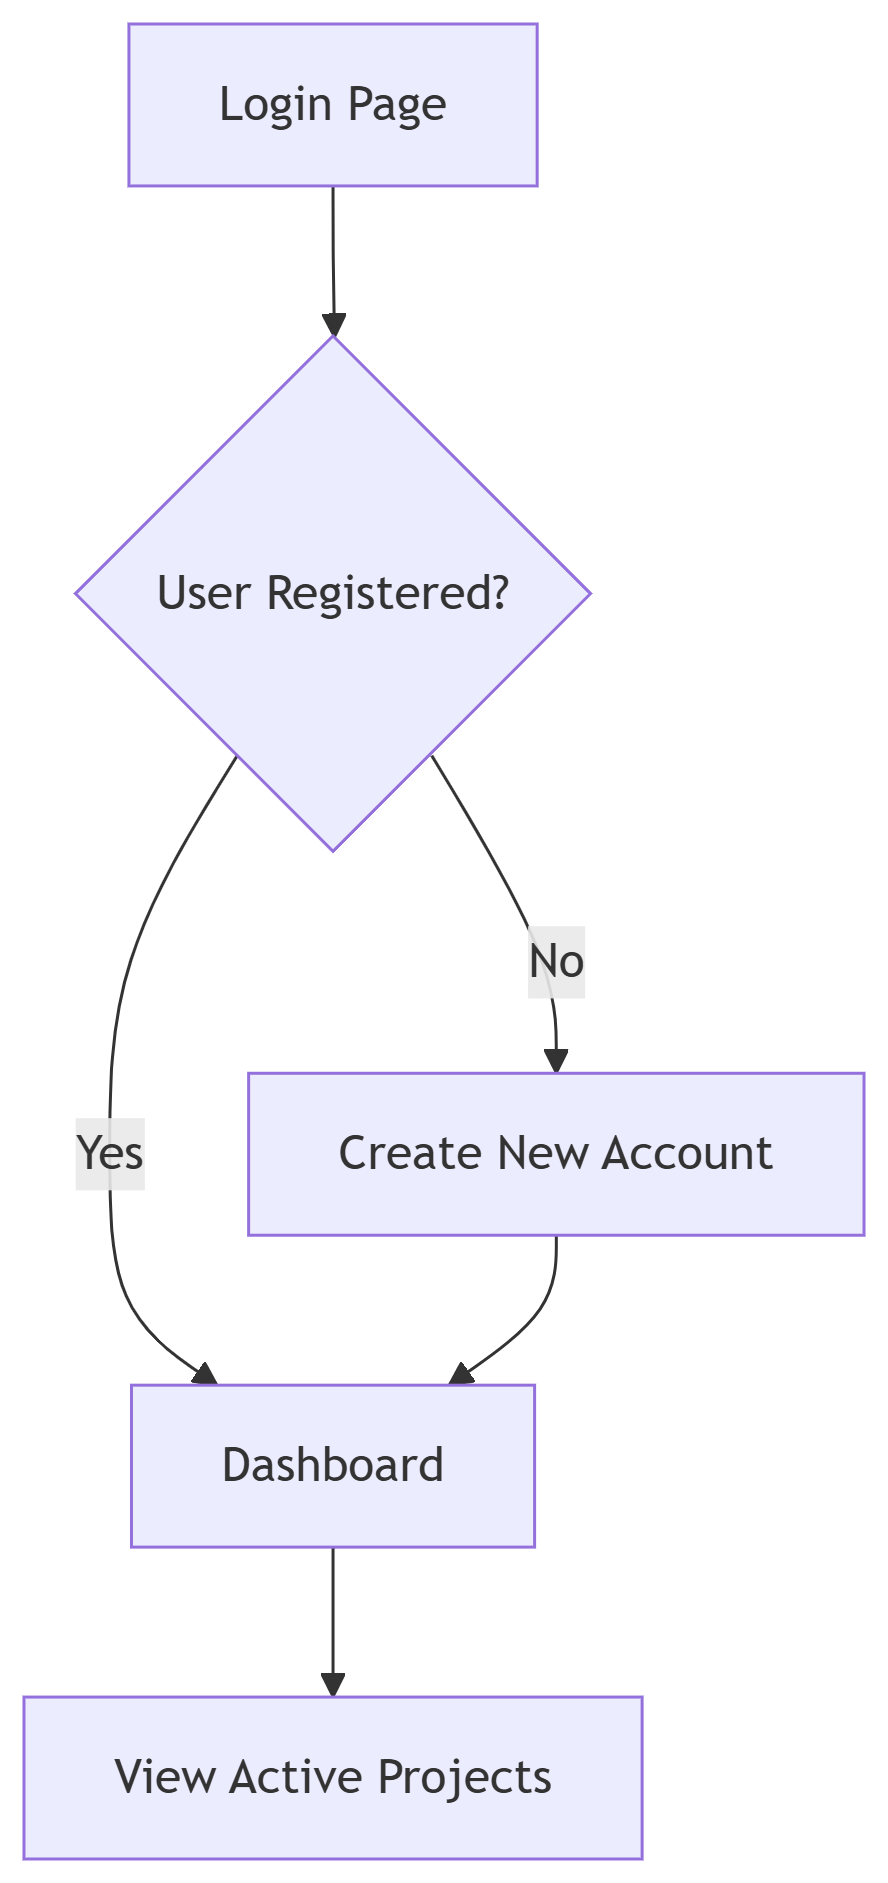 Login Page
User Registered?
No
Yes
Create New Account
Dashboard
View Active Projects